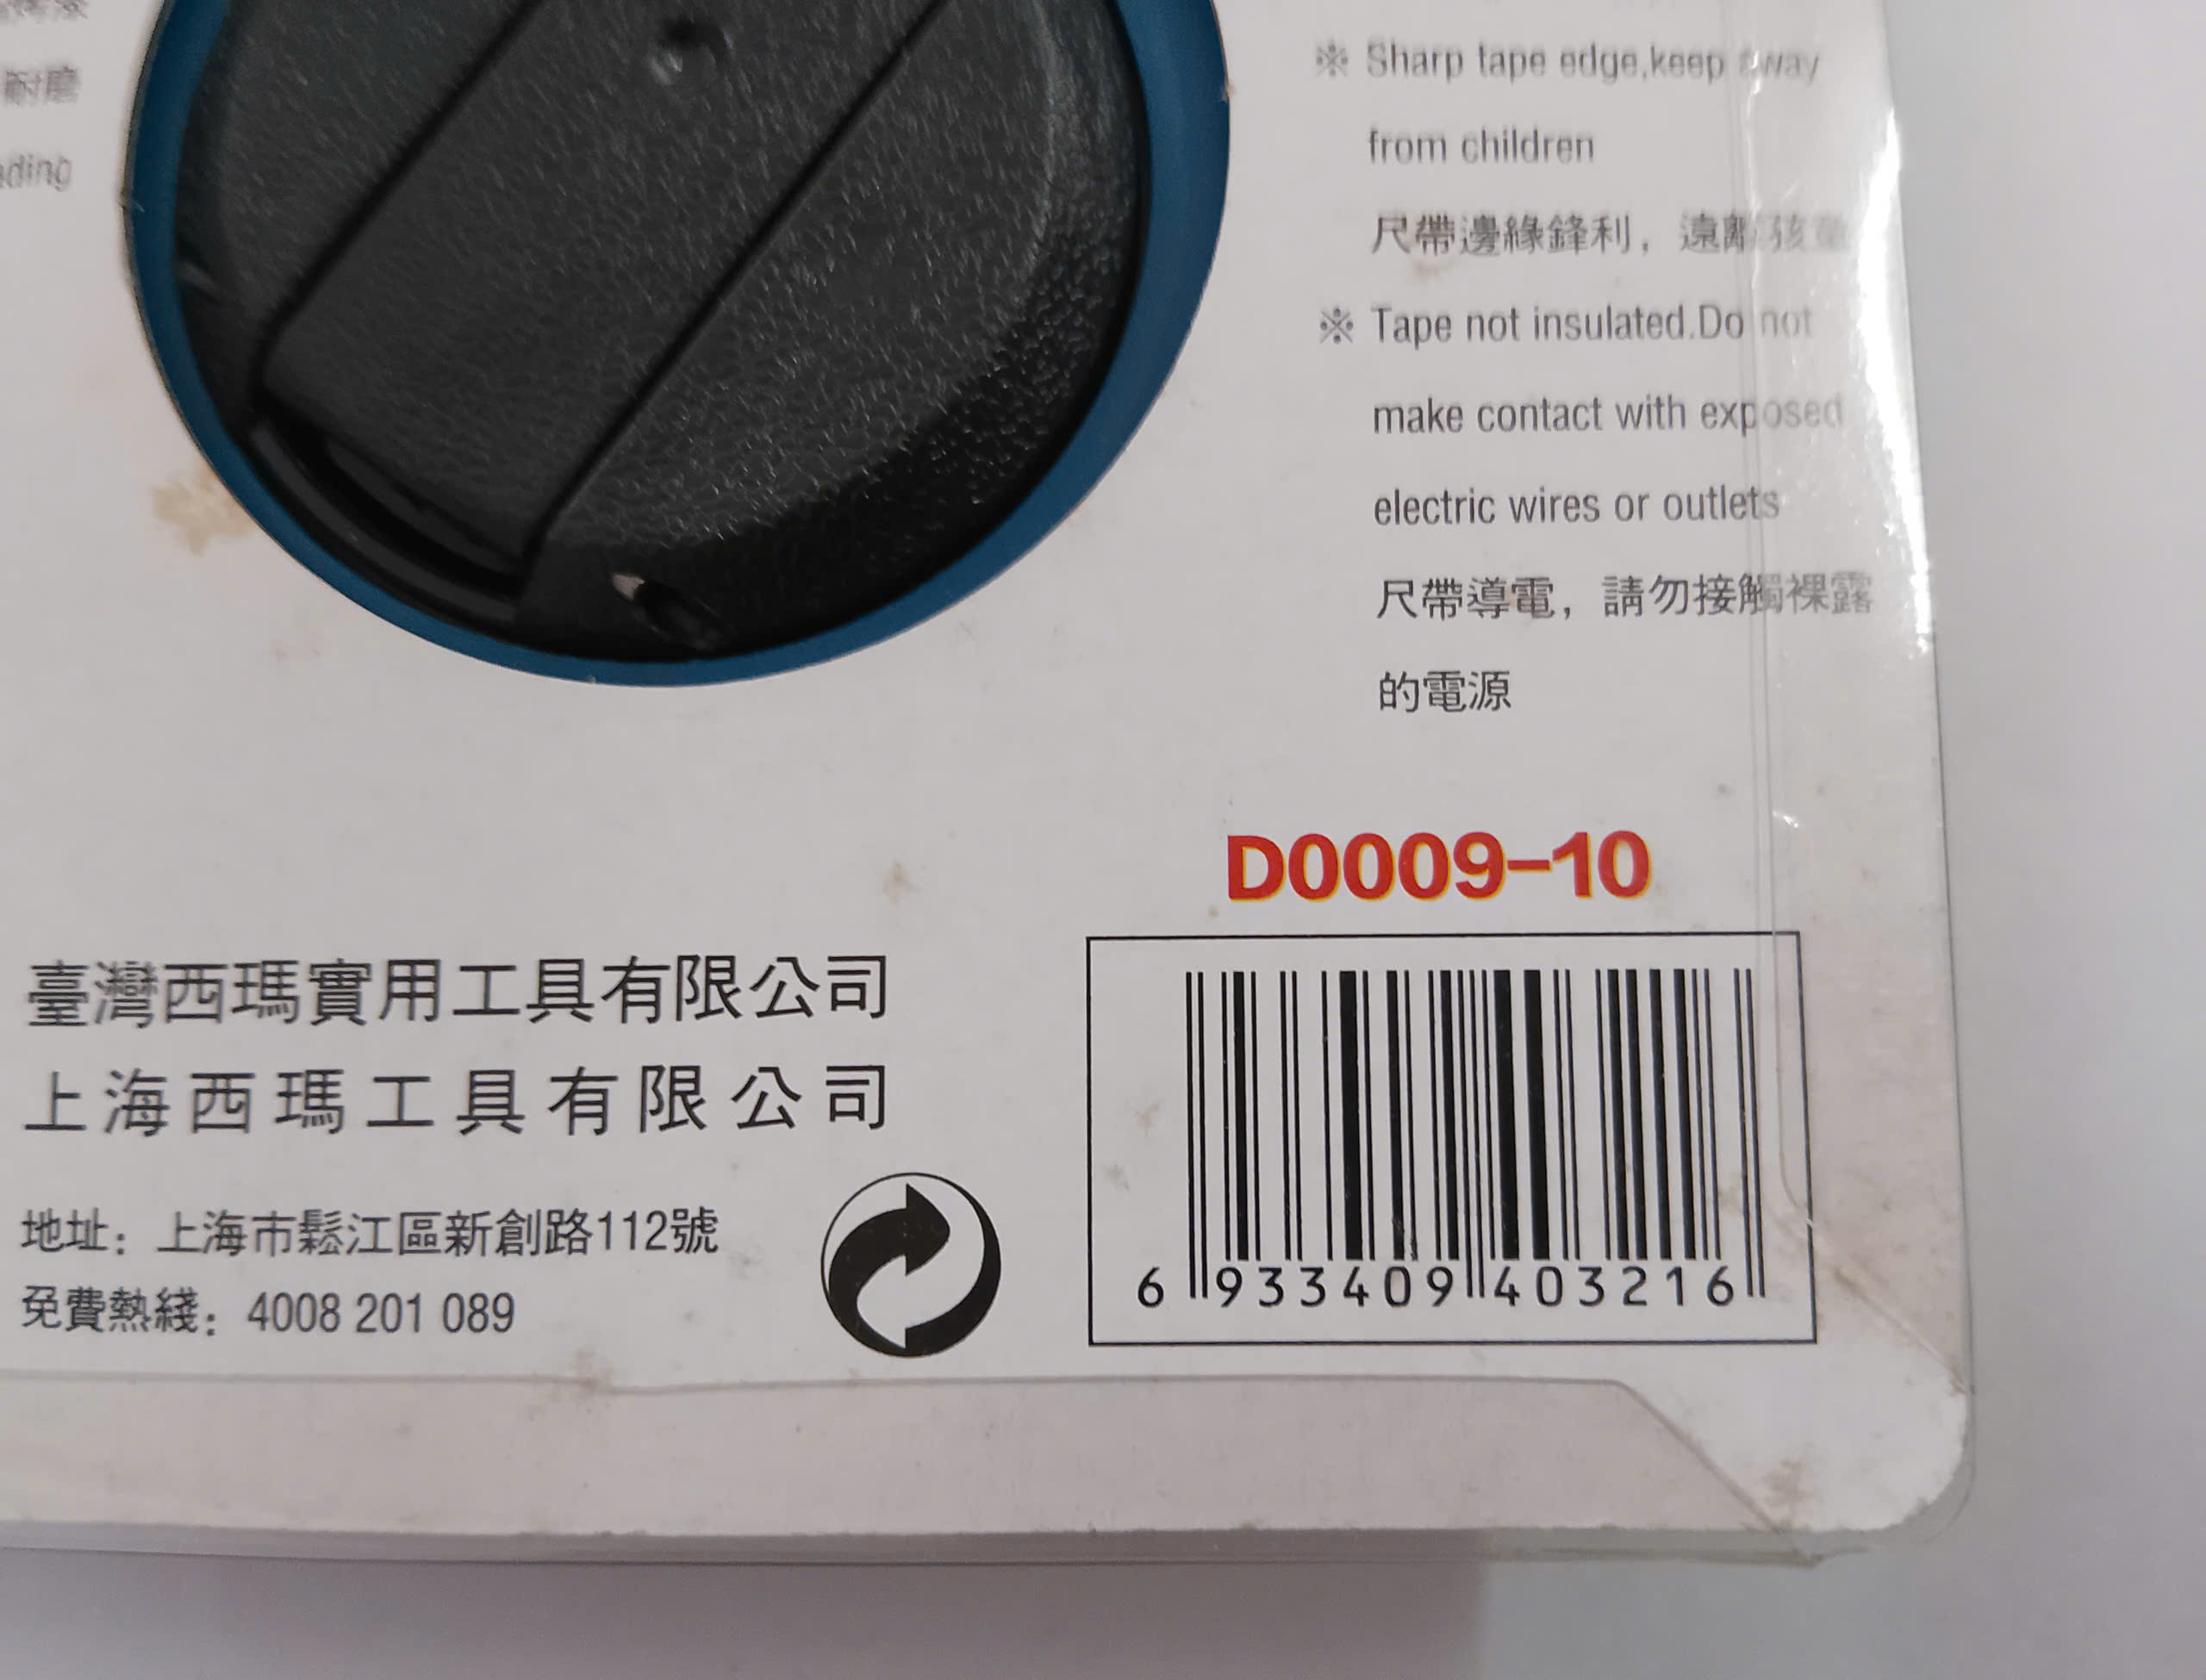 耐磨
ading
※ Sharp tape edge,keep away
from children
尺帶邊緣鋒利，遠離孩童
※ Tape not insulated.Do not
make contact with exposed
electric wires or outlets
尺帶導電，請勿接觸裸露
的電源
D0009-10
臺灣西瑪實用工具有限公司
上海西瑪工具有限公司
地址：上海市鬆江區新創路112號
免費熱綫：4008 201 089
6 933409 403216